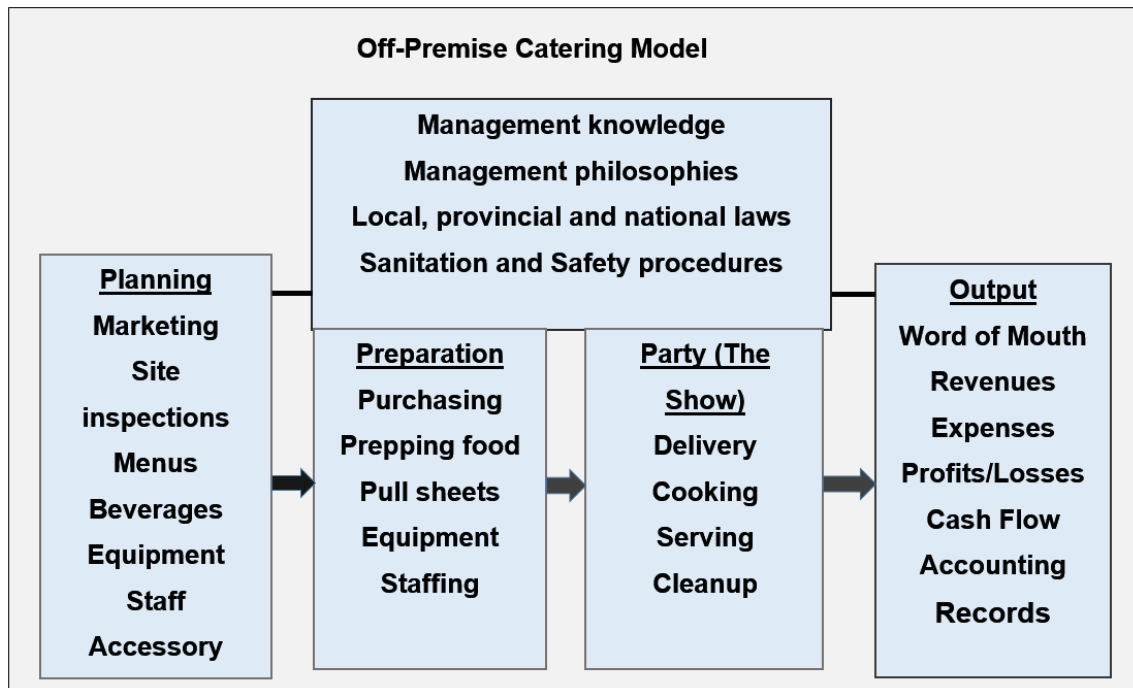 Off-Premise Catering Model
Management knowledge
Management philosophies
Local, provincial and national laws
Sanitation and Safety procedures
Planning
Marketing
Site
inspections
Menus
Beverages
Equipment
Staff
Accessory
Preparation
Purchasing
Prepping food
Pull sheets
Equipment
Staffing
Party (The
Show)
Delivery
Cooking
Serving
Cleanup
Output
Word of Mouth
Revenues
Expenses
Profits/Losses
Cash Flow
Accounting
Records